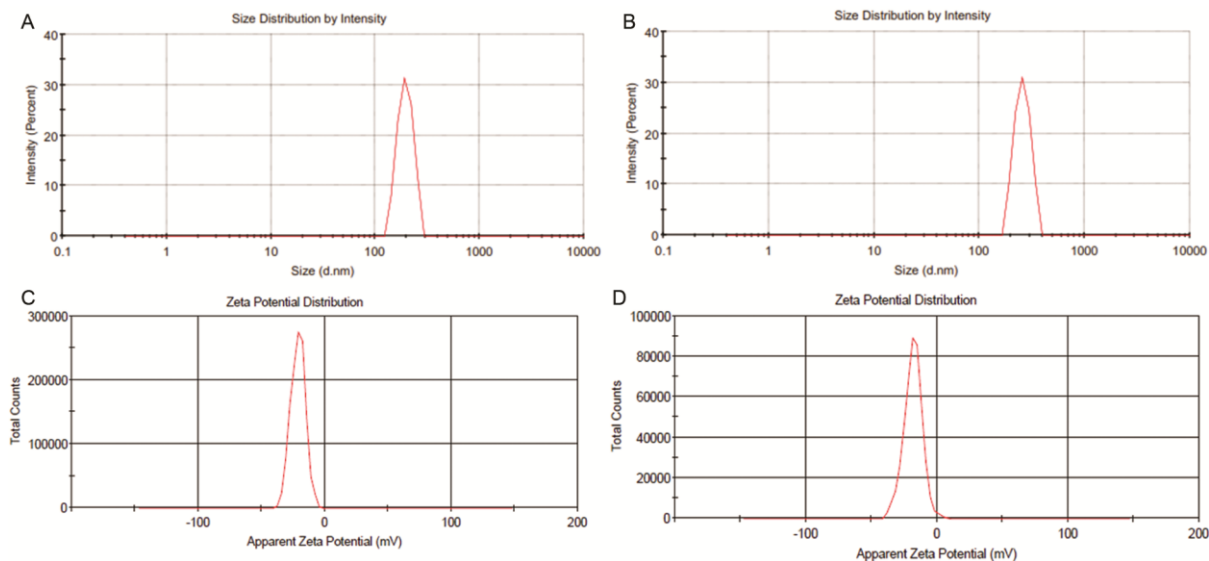 A
Size Distribution by Intensity
Intensity (Percent)
40
30
20
10
0
0.1 1 10 100 1000 10000
Size (d.nm)
B
Size Distribution by Intensity
Intensity (Percent)
40
30
20
10
0
0.1 1 10 100 1000 10000
Size (d.nm)
C
Zeta Potential Distribution
Total Counts
300000
200000
100000
0
-100 0 100 200
Apparent Zeta Potential (mV)
D
Zeta Potential Distribution
Total Counts
100000
80000
60000
40000
20000
0
-100 0 100 200
Apparent Zeta Potential (mV)